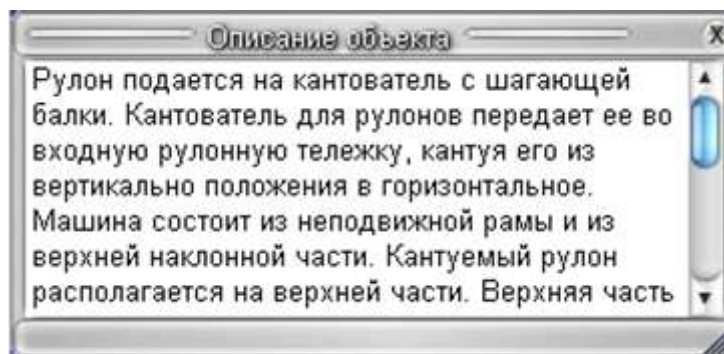 Описание объекта
X
Рулон подается на кантователь с шагающей
балки. Кантователь для рулонов передает ее во
входную рулонную тележку, кантуя его из
вертикально положения в горизонтальное.
Машина состоит из неподвижной рамы и из
верхней наклонной части. Кантуемый рулон
располагается на верхней части. Верхняя часть